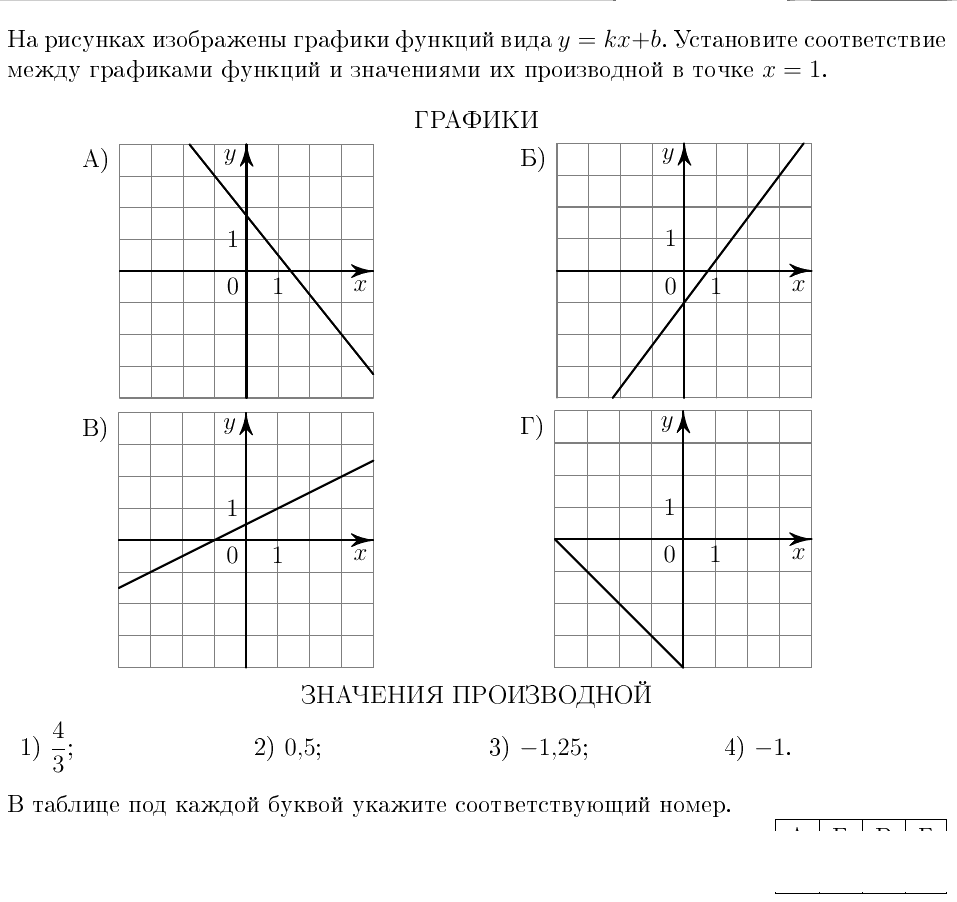 На рисунках изображены графики функций вида y = kx+b. Установите соответствие
между графиками функций и значениями их производной в точке x = 1.
ГРАФИКИ
А)
y
1
0
1
x
Б)
y
1
0
1
x
В)
y
1
0
1
x
Г)
y
1
0
1
x
ЗНАЧЕНИЯ ПРОИЗВОДНОЙ
1) 4/3; 2) 0,5; 3) −1,25; 4) −1.
В таблице под каждой буквой укажите соответствующий номер.